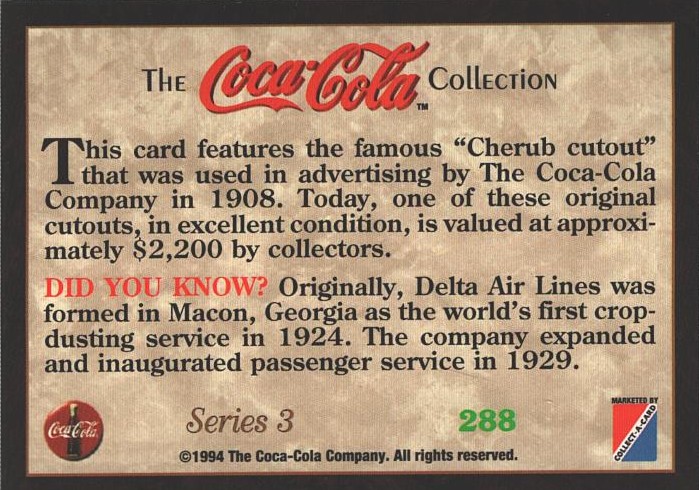 The Coca-Cola™ Collection
This card features the famous “Cherub cutout”
that was used in advertising by The Coca-Cola
Company in 1908. Today, one of these original
cutouts, in excellent condition, is valued at approxi-
mately $2,200 by collectors.
DID YOU KNOW? Originally, Delta Air Lines was
formed in Macon, Georgia as the world's first crop-
dusting service in 1924. The company expanded
and inaugurated passenger service in 1929.
Coca-Cola
Series 3
288
MARKETED BY
COLLECT-A-CARD
©1994 The Coca-Cola Company. All rights reserved.